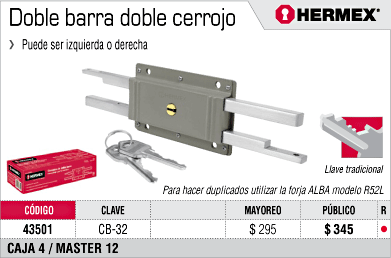 Doble barra doble cerrojo
HERMEX®
❯ Puede ser izquierda o derecha
HERMEX
Llave tradicional
Para hacer duplicados utilizar la forja ALBA modelo R52L
CÓDIGO CLAVE MAYOREO PÚBLICO R
43501 CB-32 $ 295 $ 345 ●
CAJA 4 / MASTER 12